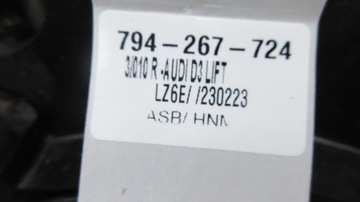 794-267-724
3/010 R-AUDI D3 LIFT
LZ6E/ /230223
ASB/ HNM